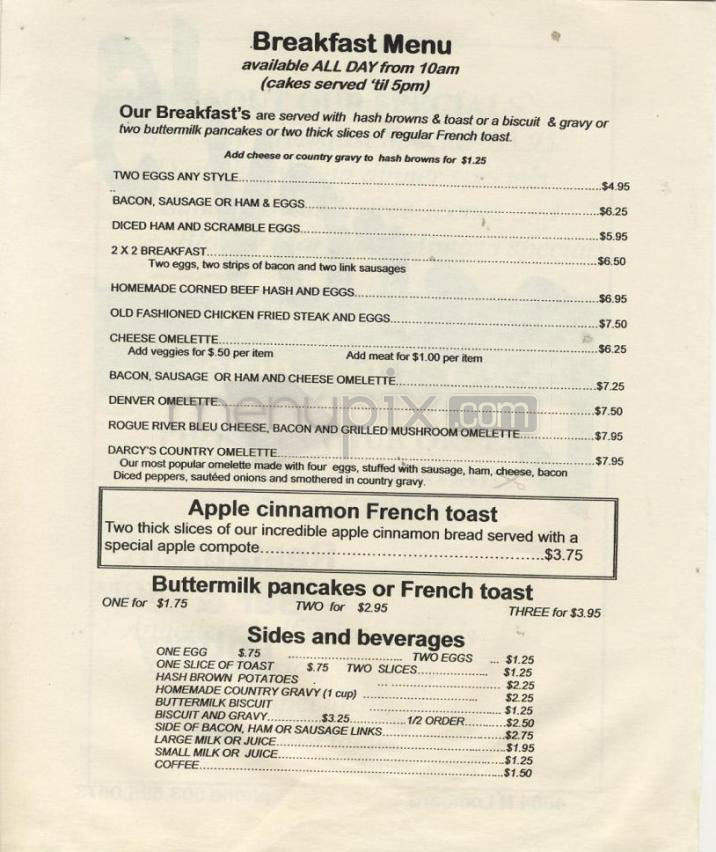 Breakfast Menu
available ALL DAY from 10am
(cakes served 'til 5pm)
Our Breakfast's are served with hash browns & toast or a biscuit & gravy or
two buttermilk pancakes or two thick slices of regular French toast.
Add cheese or country gravy to hash browns for $1.25
TWO EGGS ANY STYLE...$4.95
BACON, SAUSAGE OR HAM & EGGS...$6.25
DICED HAM AND SCRAMBLE EGGS...$5.95
2 X 2 BREAKFAST...$6.50
Two eggs, two strips of bacon and two link sausages
HOMEMADE CORNED BEEF HASH AND EGGS...$6.95
OLD FASHIONED CHICKEN FRIED STEAK AND EGGS...$7.50
CHEESE OMELETTE...$6.25
Add veggies for $.50 per item Add meat for $1.00 per item
BACON, SAUSAGE OR HAM AND CHEESE OMELETTE...$7.25
DENVER OMELETTE...$7.50
menupix.com
ROGUE RIVER BLEU CHEESE, BACON AND GRILLED MUSHROOM OMELETTE...$7.95
DARCY'S COUNTRY OMELETTE...$7.95
Our most popular omelette made with four eggs, stuffed with sausage, ham, cheese, bacon
Diced peppers, sautéed onions and smothered in country gravy.
Apple cinnamon French toast
Two thick slices of our incredible apple cinnamon bread served with a
special apple compote...$3.75
Buttermilk pancakes or French toast
ONE for $1.75 TWO for $2.95 THREE for $3.95
Sides and beverages
ONE EGG $.75 ... TWO EGGS ... $1.25
ONE SLICE OF TOAST $.75 TWO SLICES... $1.25
HASH BROWN POTATOES ... $2.25
HOMEMADE COUNTRY GRAVY (1 cup) ... $2.25
BUTTERMILK BISCUIT ... $1.25
BISCUIT AND GRAVY...$3.25...1/2 ORDER...$2.50
SIDE OF BACON, HAM OR SAUSAGE LINKS...$2.75
LARGE MILK OR JUICE...$1.95
SMALL MILK OR JUICE...$1.25
COFFEE...$1.50